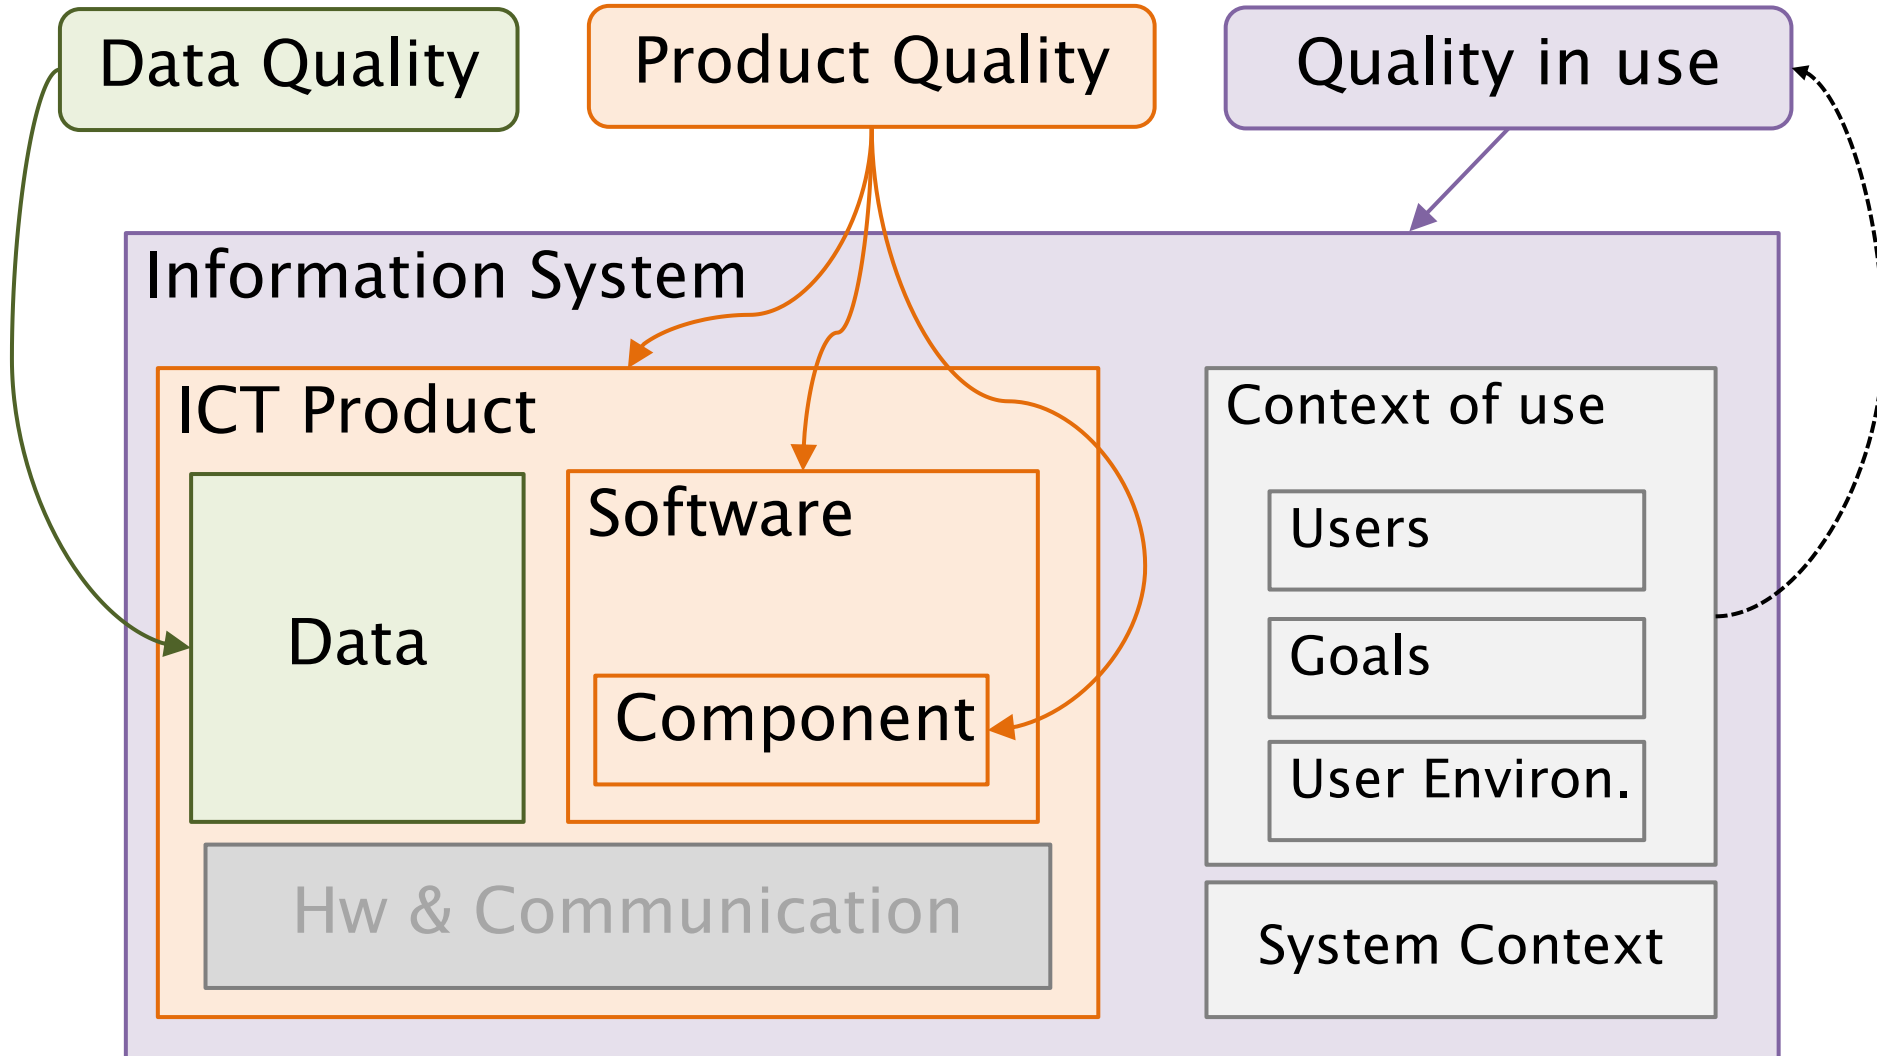 Data Quality
Product Quality
Quality in use
Information System
ICT Product
Data
Software
Component
Hw & Communication
Context of use
Users
Goals
User Environ.
System Context